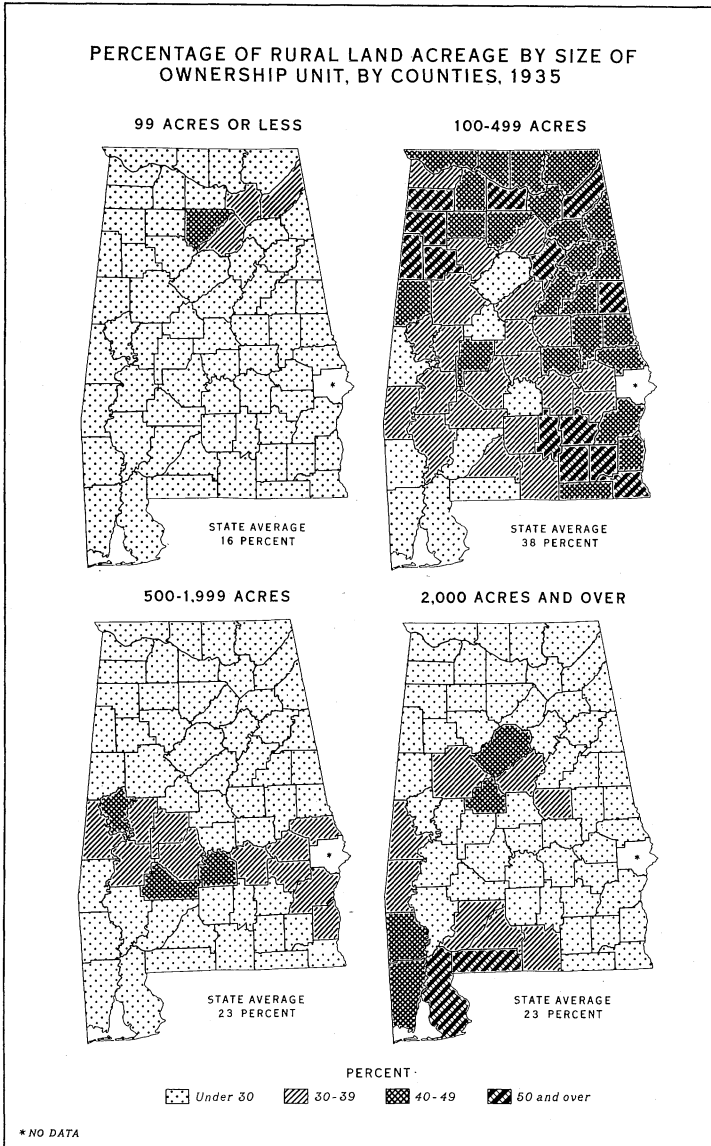 PERCENTAGE OF RURAL LAND ACREAGE BY SIZE OF
OWNERSHIP UNIT, BY COUNTIES, 1935
99 ACRES OR LESS
100-499 ACRES
*
*
STATE AVERAGE
16 PERCENT
STATE AVERAGE
38 PERCENT
500-1,999 ACRES
2,000 ACRES AND OVER
*
*
STATE AVERAGE
23 PERCENT
STATE AVERAGE
23 PERCENT
PERCENT
Under 30
30-39
40-49
50 and over
* NO DATA